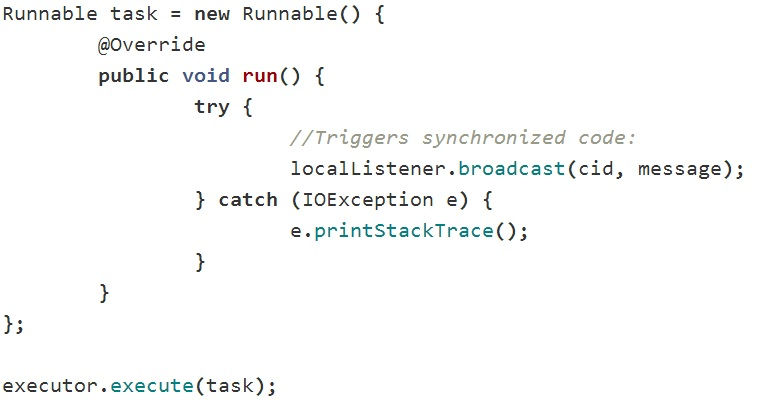 Runnable task = new Runnable() {
        @Override
        public void run() {
                try {
                        //Triggers synchronized code:
                        localListener.broadcast(cid, message);
                } catch (IOException e) {
                        e.printStackTrace();
                }
        }
};

executor.execute(task);